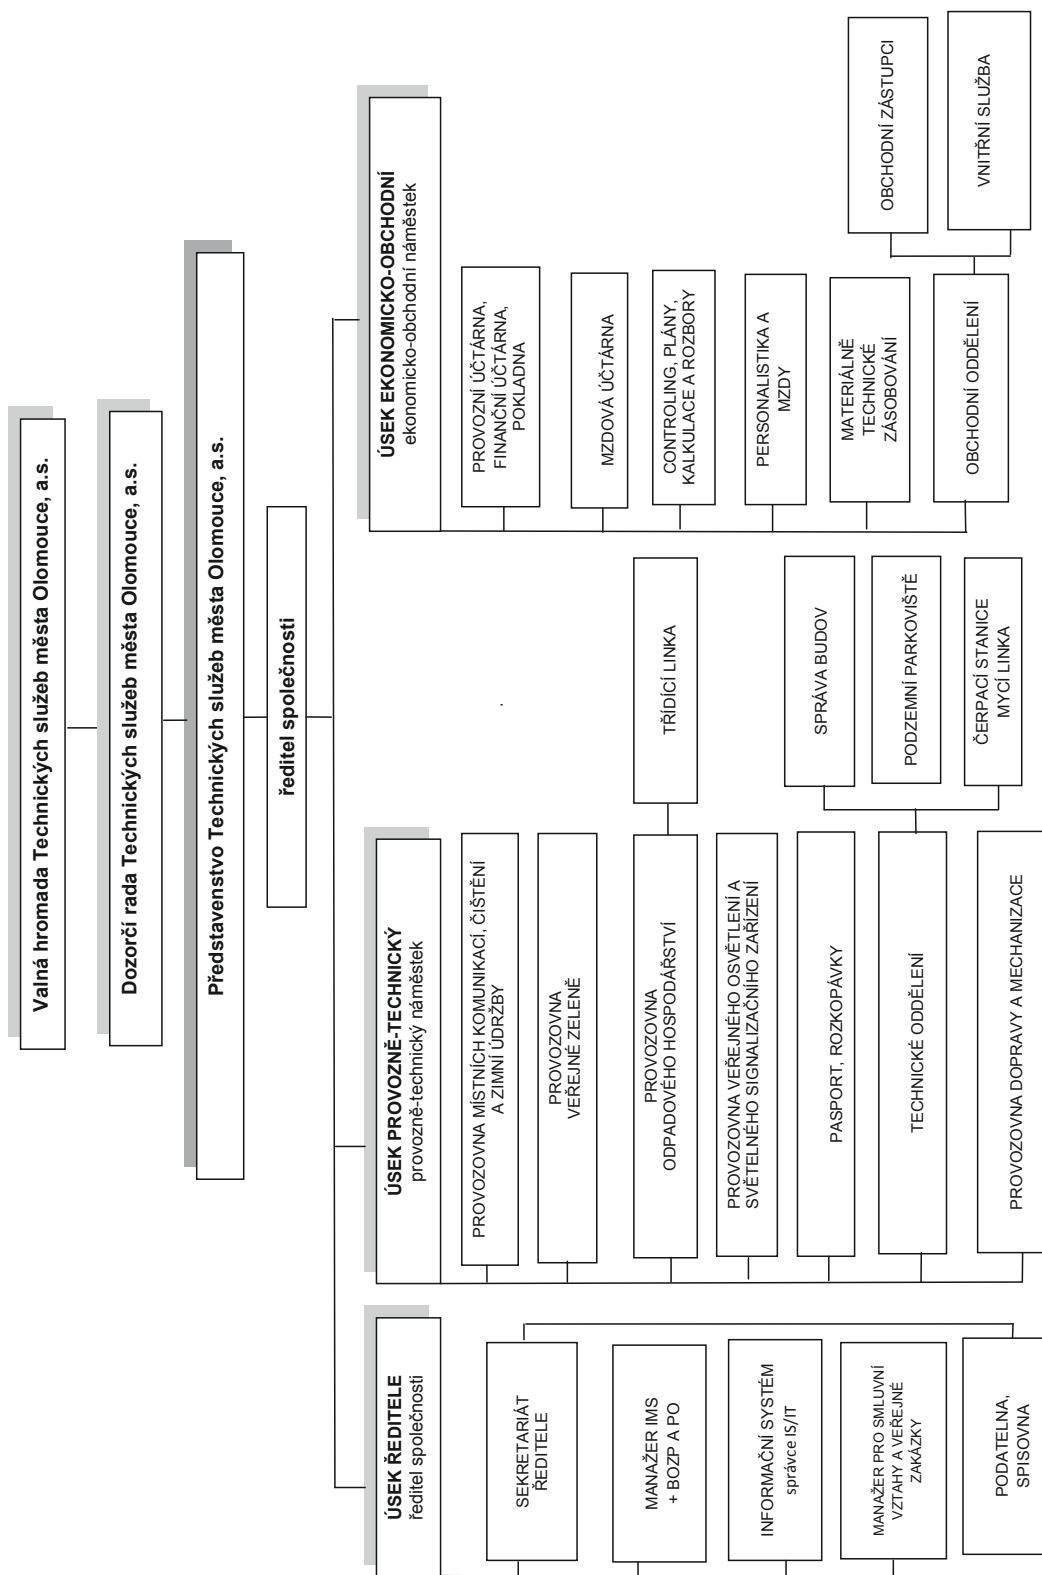 Valná hromada Technických služeb města Olomouce, a.s.
Dozorčí rada Technických služeb města Olomouce, a.s.
Představenstvo Technických služeb města Olomouce, a.s.
ředitel společnosti
ÚSEK ŘEDITELE
ředitel společnosti
SEKRETARIÁT
ŘEDITELE
MANAŽER IMS
+ BOZP A PO
INFORMAČNÍ SYSTÉM
správce IS/IT
MANAŽER PRO SMLUVNÍ
VZTAHY A VEŘEJNÉ
ZAKÁZKY
PODATELNA,
SPISOVNA
ÚSEK PROVOZNĚ-TECHNICKÝ
provozně-technický náměstek
PROVOZOVNA MÍSTNÍCH KOMUNIKACÍ, ČIŠTĚNÍ
A ZIMNÍ ÚDRŽBY
PROVOZOVNA
VEŘEJNÉ ZELENĚ
PROVOZOVNA
ODPADOVÉHO HOSPODÁŘSTVÍ
TŘÍDÍCÍ LINKA
PROVOZOVNA VEŘEJNÉHO OSVĚTLENÍ A
SVĚTELNÉHO SIGNALIZAČNÍHO ZAŘÍZENÍ
PASPORT, ROZKOPÁVKY
TECHNICKÉ ODDĚLENÍ
SPRÁVA BUDOV
PODZEMNÍ PARKOVIŠTĚ
ČERPACÍ STANICE
MYCÍ LINKA
PROVOZOVNA DOPRAVY A MECHANIZACE
ÚSEK EKONOMICKO-OBCHODNÍ
ekonomicko-obchodní náměstek
PROVOZNÍ ÚČTÁRNA,
FINANČNÍ ÚČTÁRNA,
POKLADNA
MZDOVÁ ÚČTÁRNA
CONTROLING, PLÁNY,
KALKULACE A ROZBORY
PERSONALISTIKA A
MZDY
MATERIÁLNĚ
TECHNICKÉ
ZÁSOBOVÁNÍ
OBCHODNÍ ODDĚLENÍ
OBCHODNÍ ZÁSTUPCI
VNITŘNÍ SLUŽBA